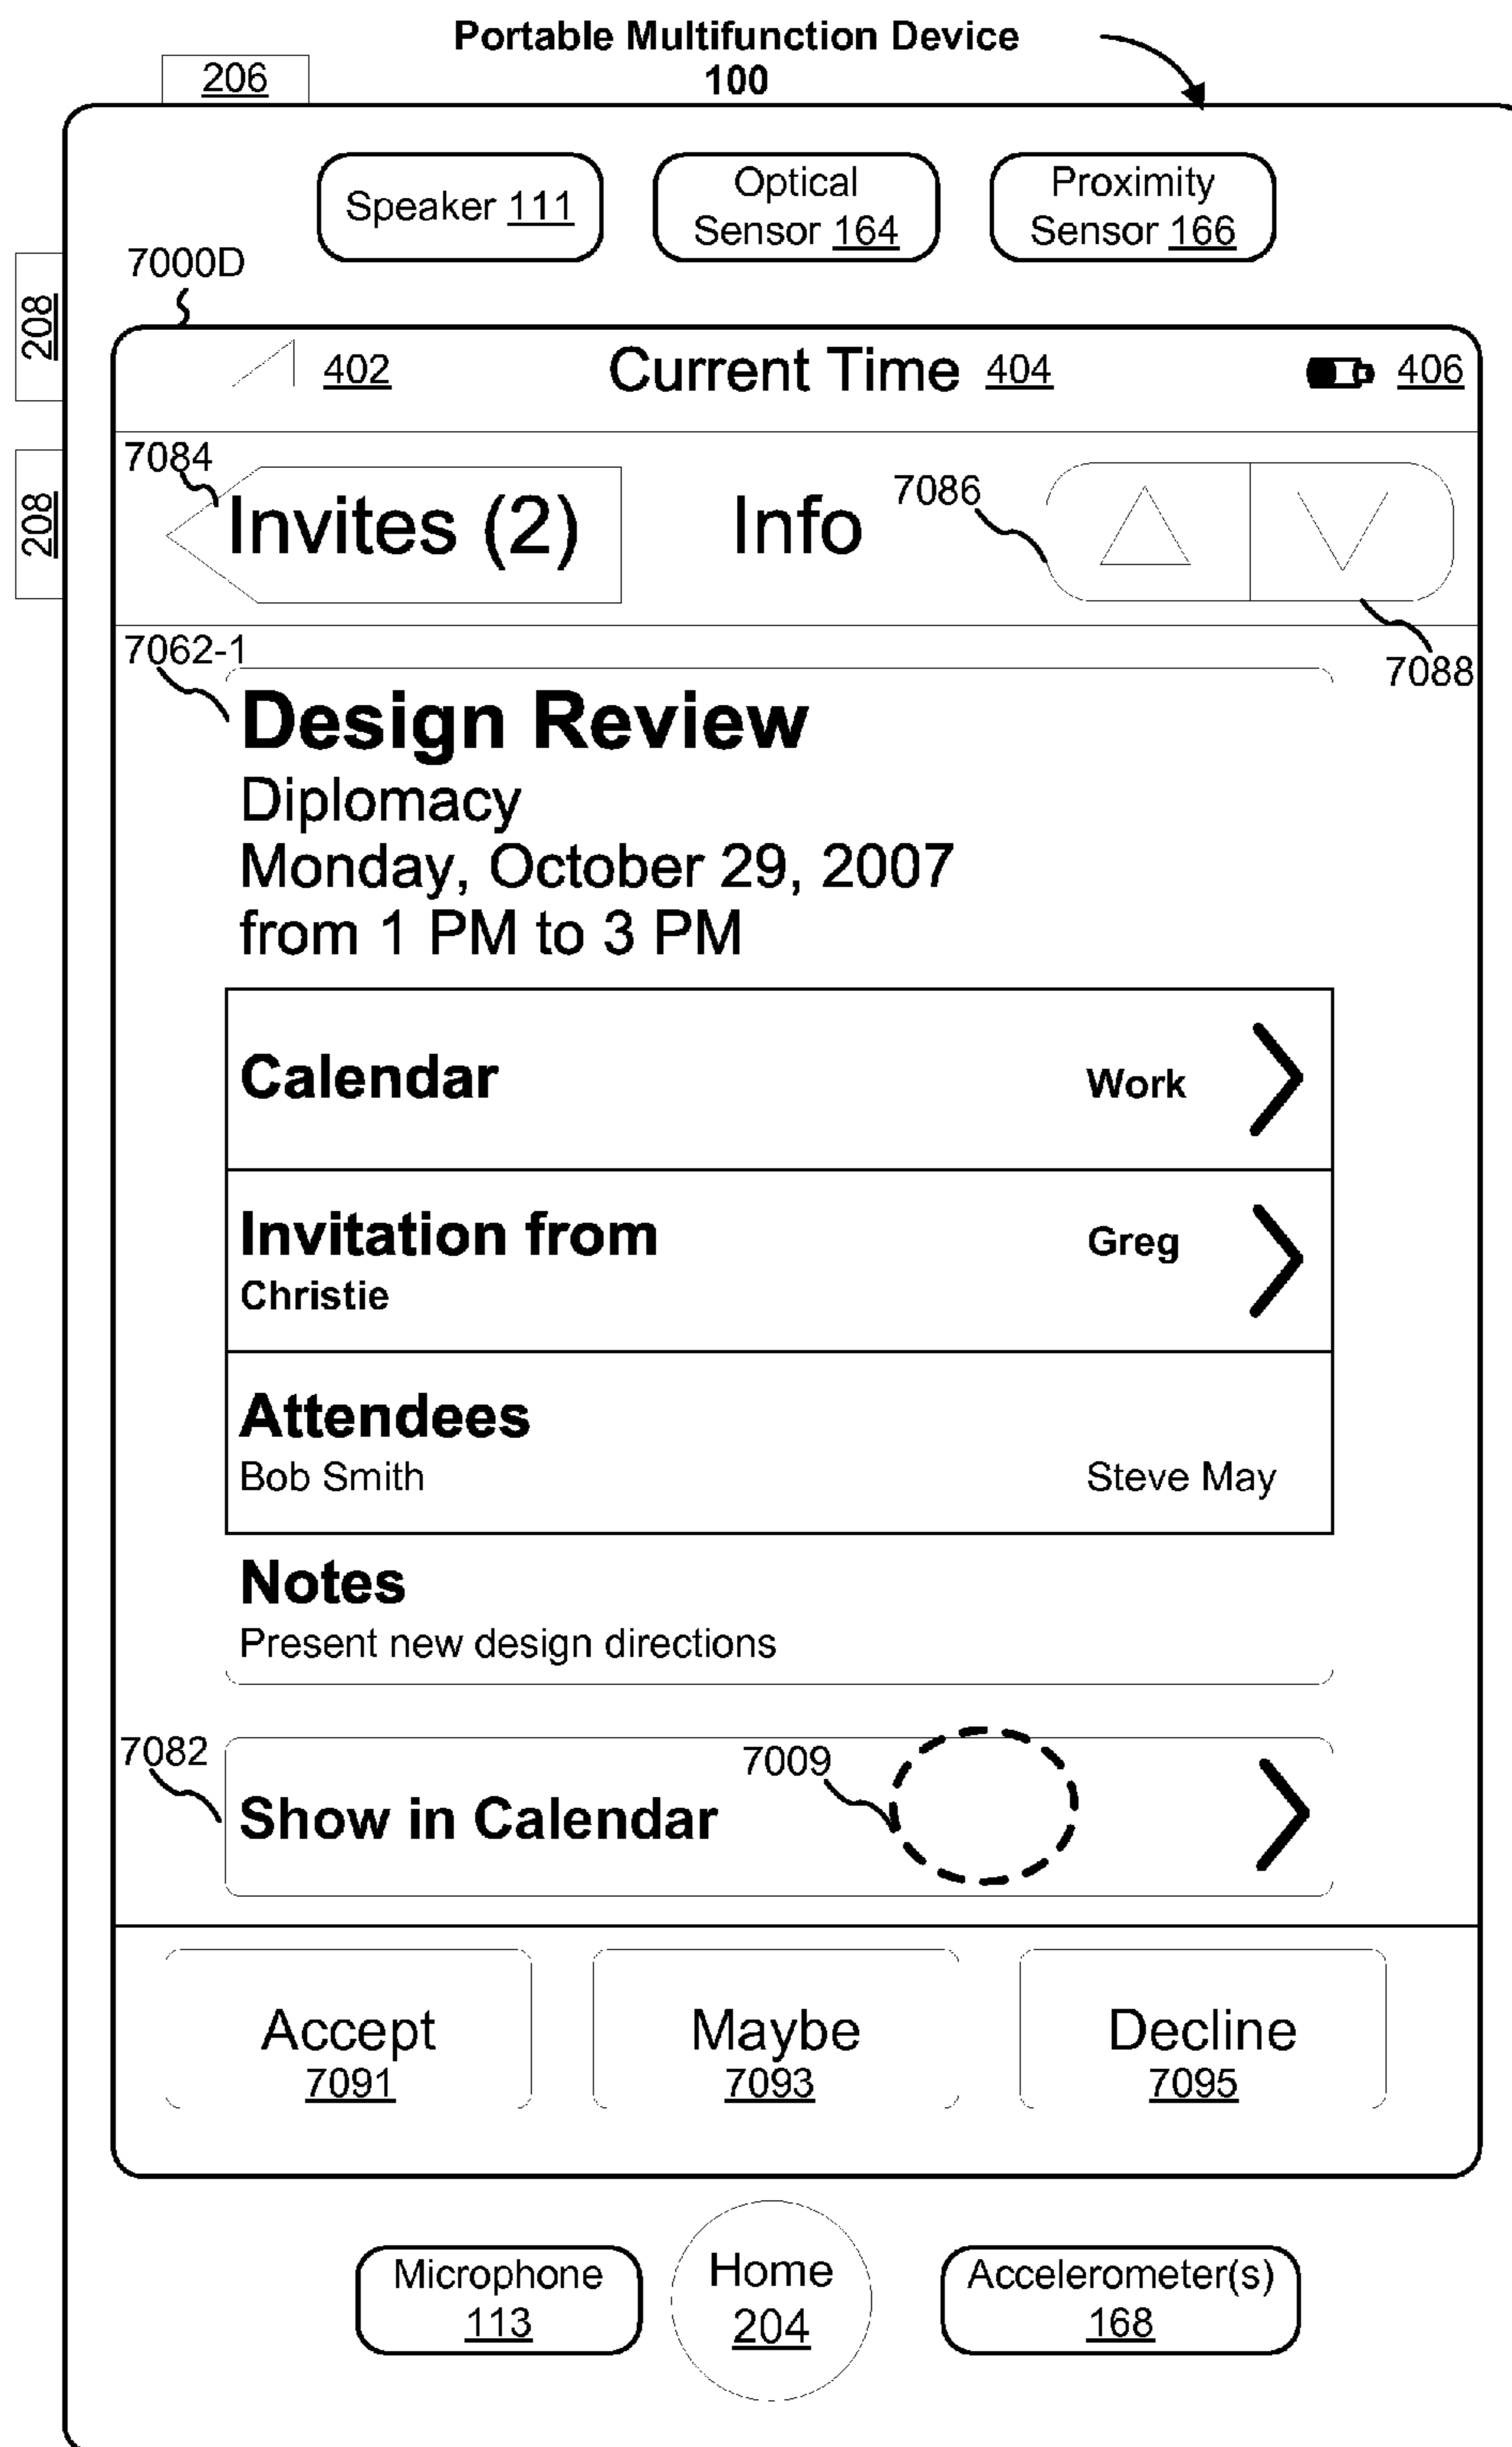 Portable Multifunction Device
100
206
Speaker 111
Optical
Sensor 164
Proximity
Sensor 166
7000D
208
402
Current Time 404
406
7084
Invites (2)
Info
7086
208
7062-1
7088
Design Review
Diplomacy
Monday, October 29, 2007
from 1 PM to 3 PM
Calendar
Work
Invitation from
Greg
Christie
Attendees
Bob Smith
Steve May
Notes
Present new design directions
7082
7009
Show in Calendar
Accept
7091
Maybe
7093
Decline
7095
Microphone
113
Home
204
Accelerometer(s)
168